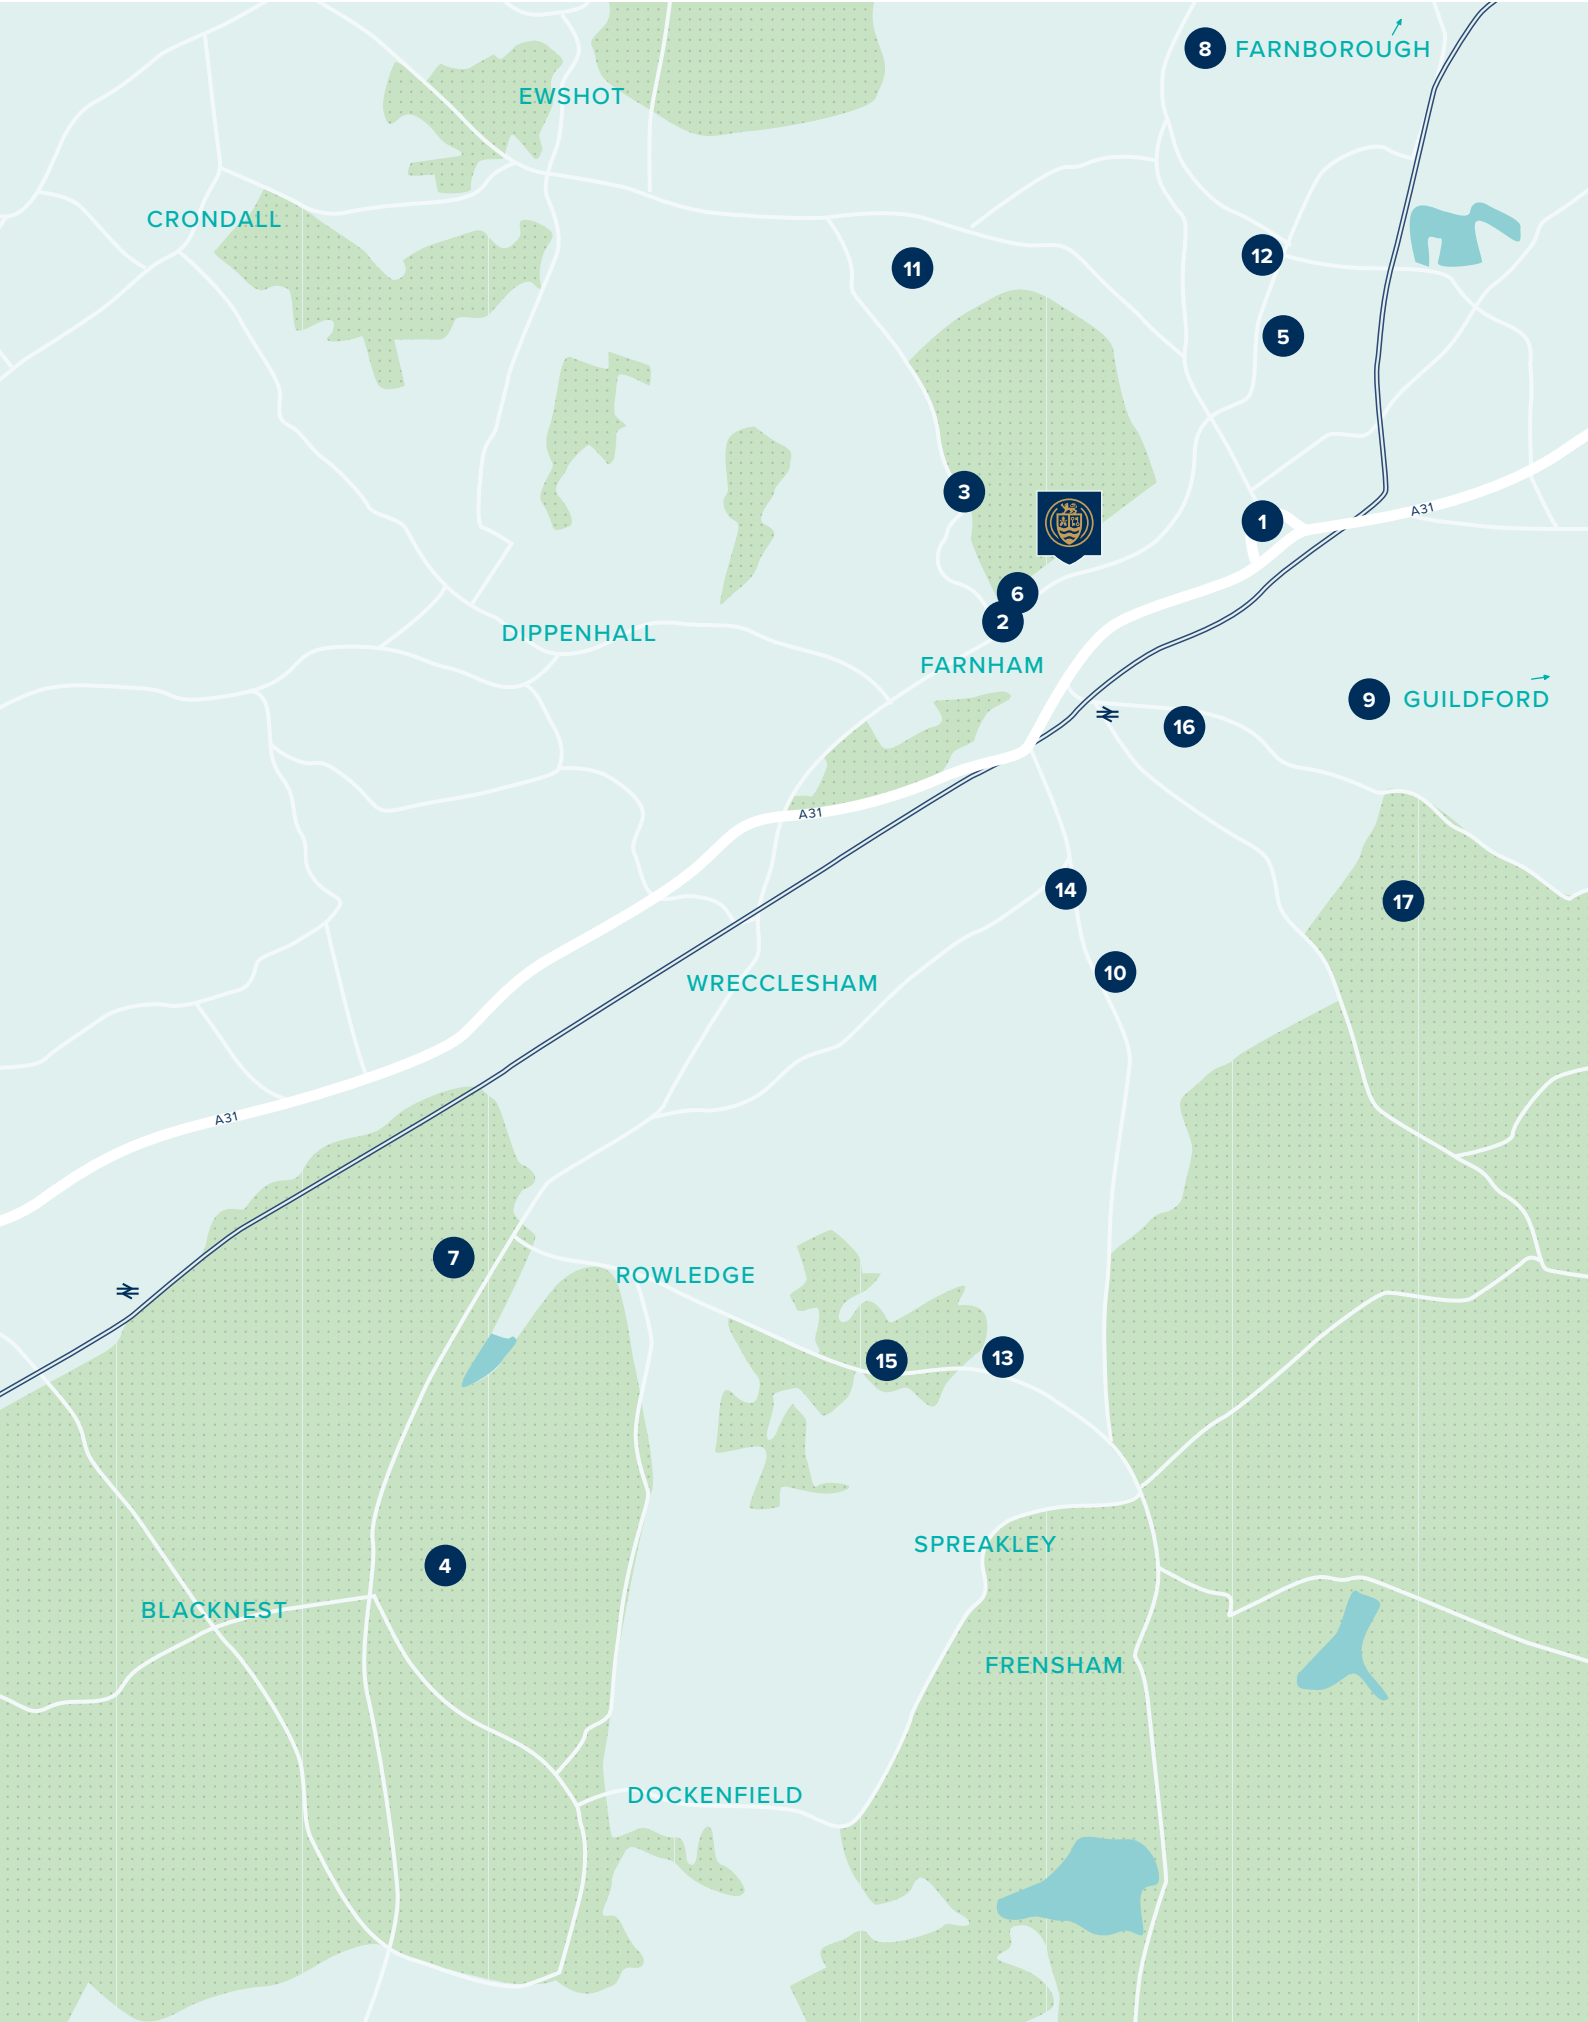 8 FARNBOROUGH
EWSHOT
CRONDALL
12
11
5
3
A31
1
6
2
DIPPENHALL
FARNHAM
9 GUILDFORD
16
A31
14
17
10
WRECCLESHAM
A31
7
ROWLEDGE
15
13
SPREAKLEY
4
BLACKNEST
FRENSHAM
DOCKENFIELD